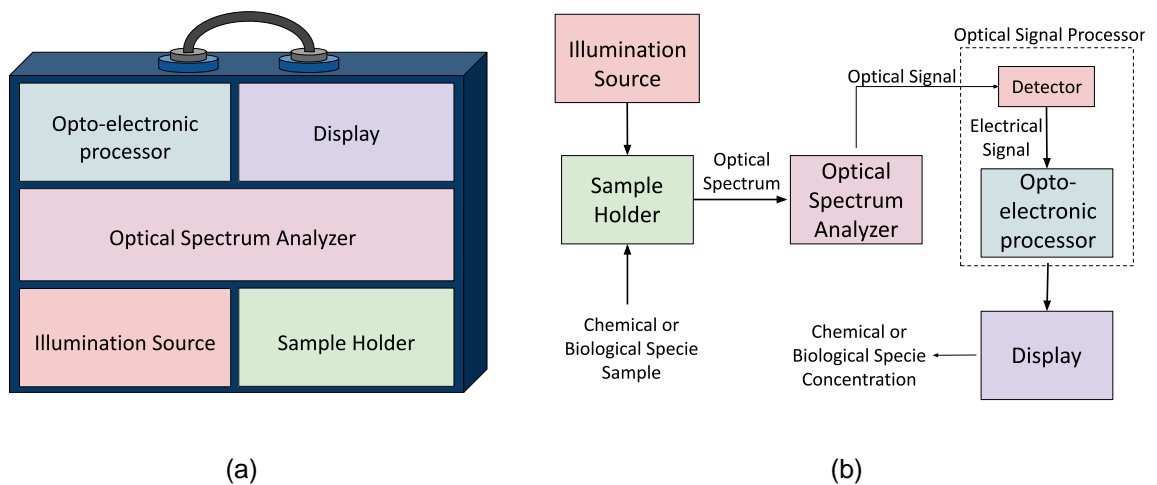 Opto-electronic
processor
Display
Optical Spectrum Analyzer
Illumination Source
Sample Holder
(a)
Illumination
Source
Sample
Holder
Chemical or
Biological Specie
Sample
Optical
Spectrum
Optical
Spectrum
Analyzer
Optical Signal
Optical Signal Processor
Detector
Electrical
Signal
Opto-
electronic
processor
Display
Chemical or
Biological Specie
Concentration
(b)